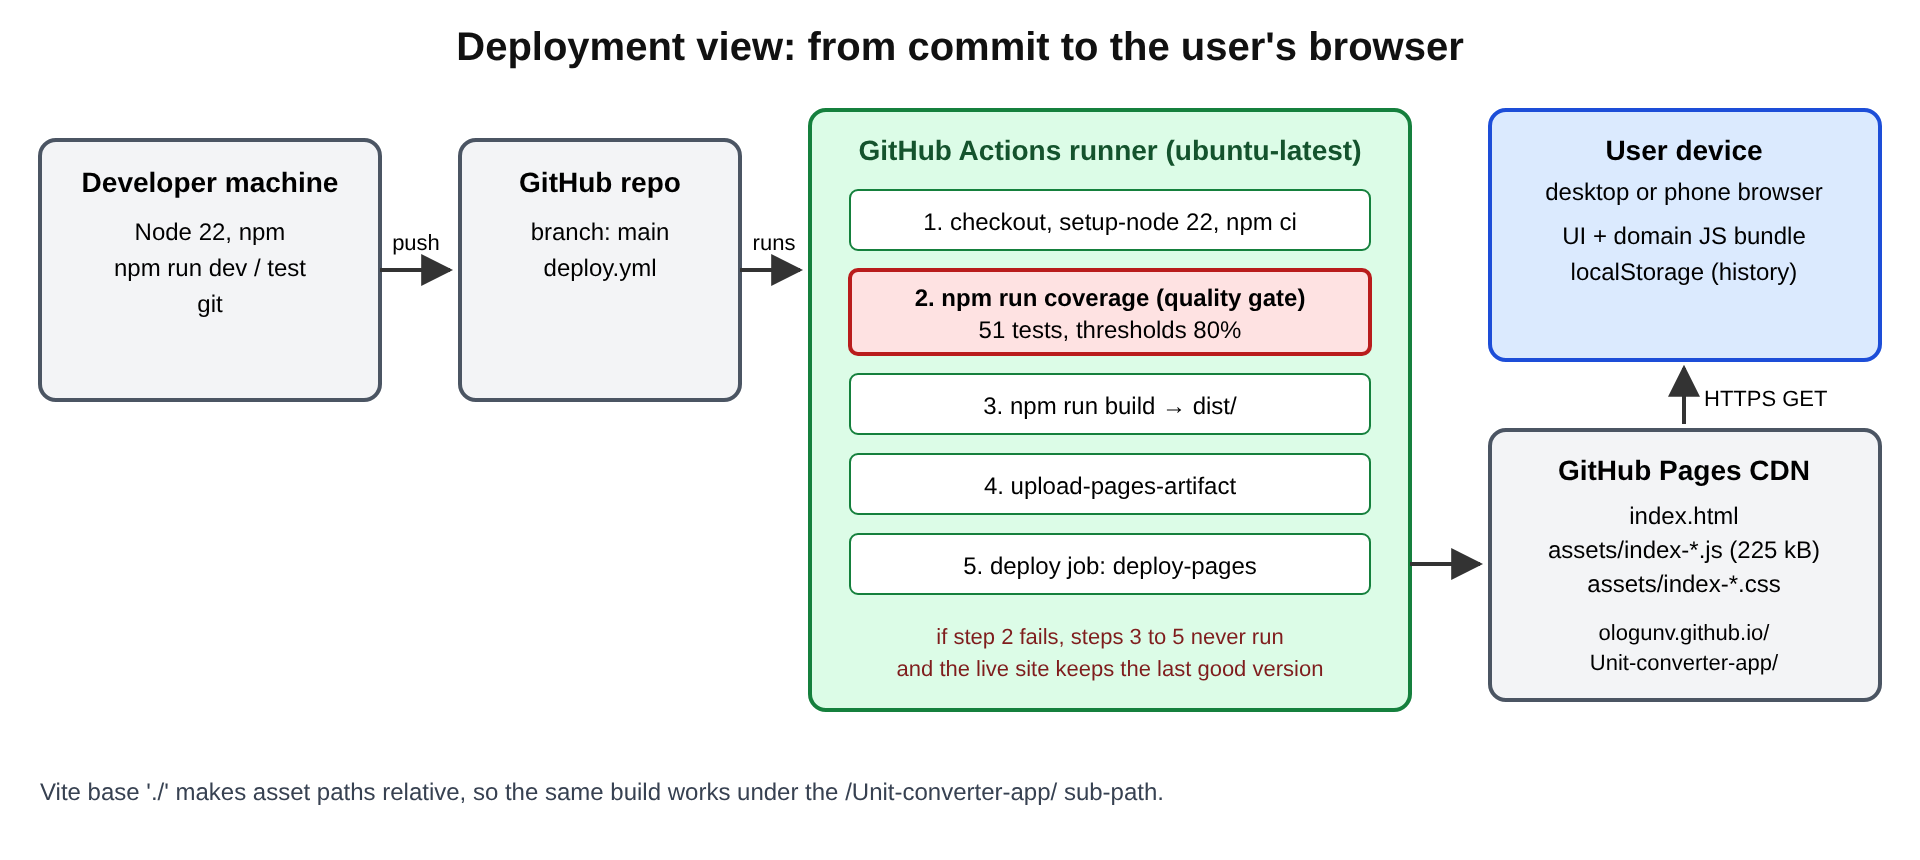 Deployment view: from commit to the user's browser
Developer machine
Node 22, npm
npm run dev / test
git
push
GitHub repo
branch: main
deploy.yml
runs
GitHub Actions runner (ubuntu-latest)
1. checkout, setup-node 22, npm ci
2. npm run coverage (quality gate)
51 tests, thresholds 80%
3. npm run build → dist/
4. upload-pages-artifact
5. deploy job: deploy-pages
if step 2 fails, steps 3 to 5 never run
and the live site keeps the last good version
User device
desktop or phone browser
UI + domain JS bundle
localStorage (history)
HTTPS GET
GitHub Pages CDN
index.html
assets/index-*.js (225 kB)
assets/index-*.css
ologunv.github.io/
Unit-converter-app/
Vite base './' makes asset paths relative, so the same build works under the /Unit-converter-app/ sub-path.